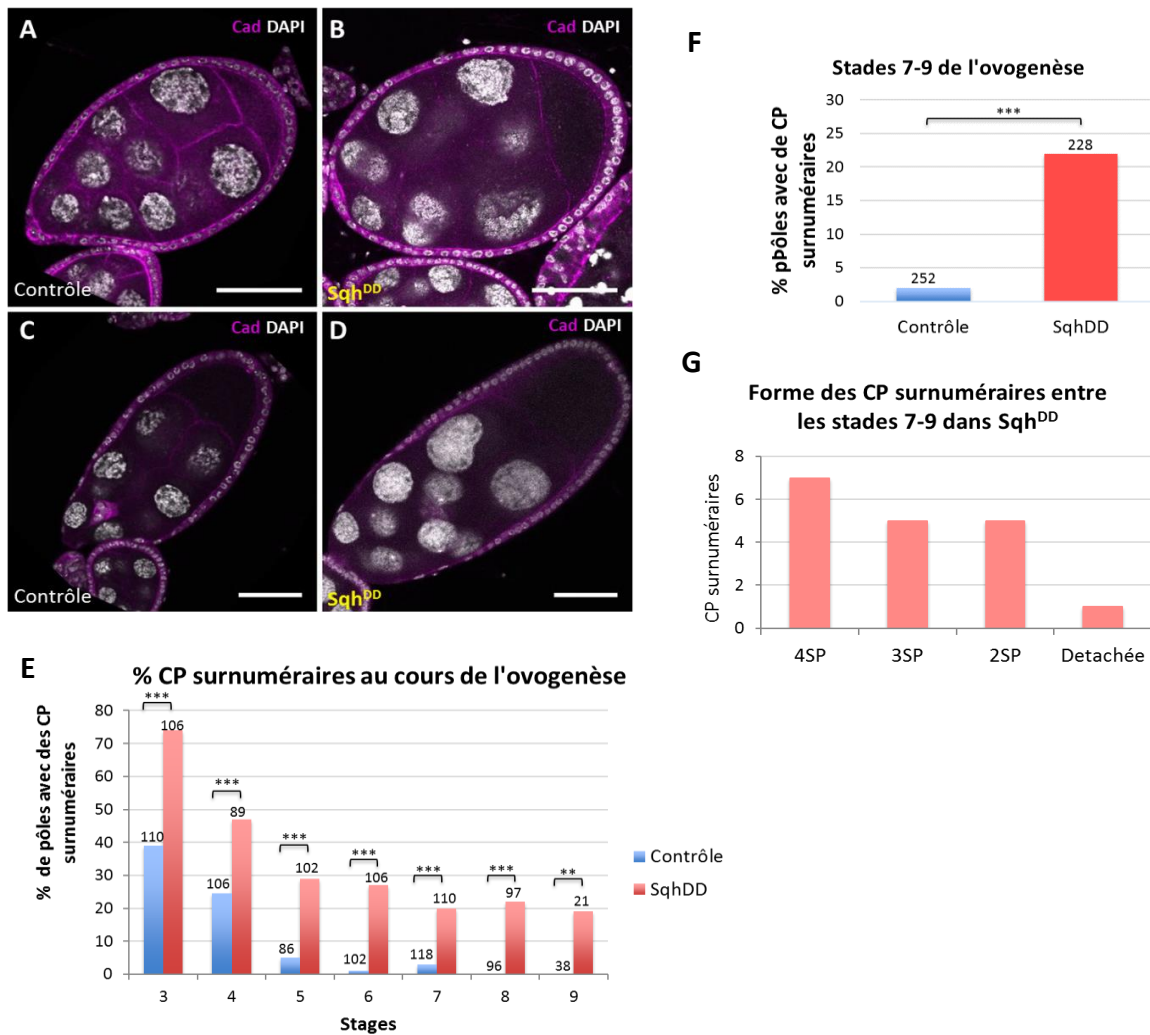 A
Cad DAPI
Contrôle
B
Cad DAPI
Sqh^DD
C
Cad DAPI
Contrôle
D
Cad DAPI
Sqh^DD
E
% CP surnuméraires au cours de l'ovogenèse
% de pôles avec des CP
surnuméraires
80
70
60
50
40
30
20
10
0
***
110
106
***
106
89
***
86
102
***
102
106
***
118
110
***
96
97
**
38
21
3 4 5 6 7 8 9
Stages
Contrôle
SqhDD
F
Stades 7-9 de l'ovogenèse
% pÞôles avec de CP
surnuméraires
30
25
20
15
10
5
0
***
252
228
Contrôle SqhDD
G
Forme des CP surnuméraires entre
les stades 7-9 dans Sqh^DD
CP surnuméraires
8
6
4
2
0
4SP 3SP 2SP Detachée